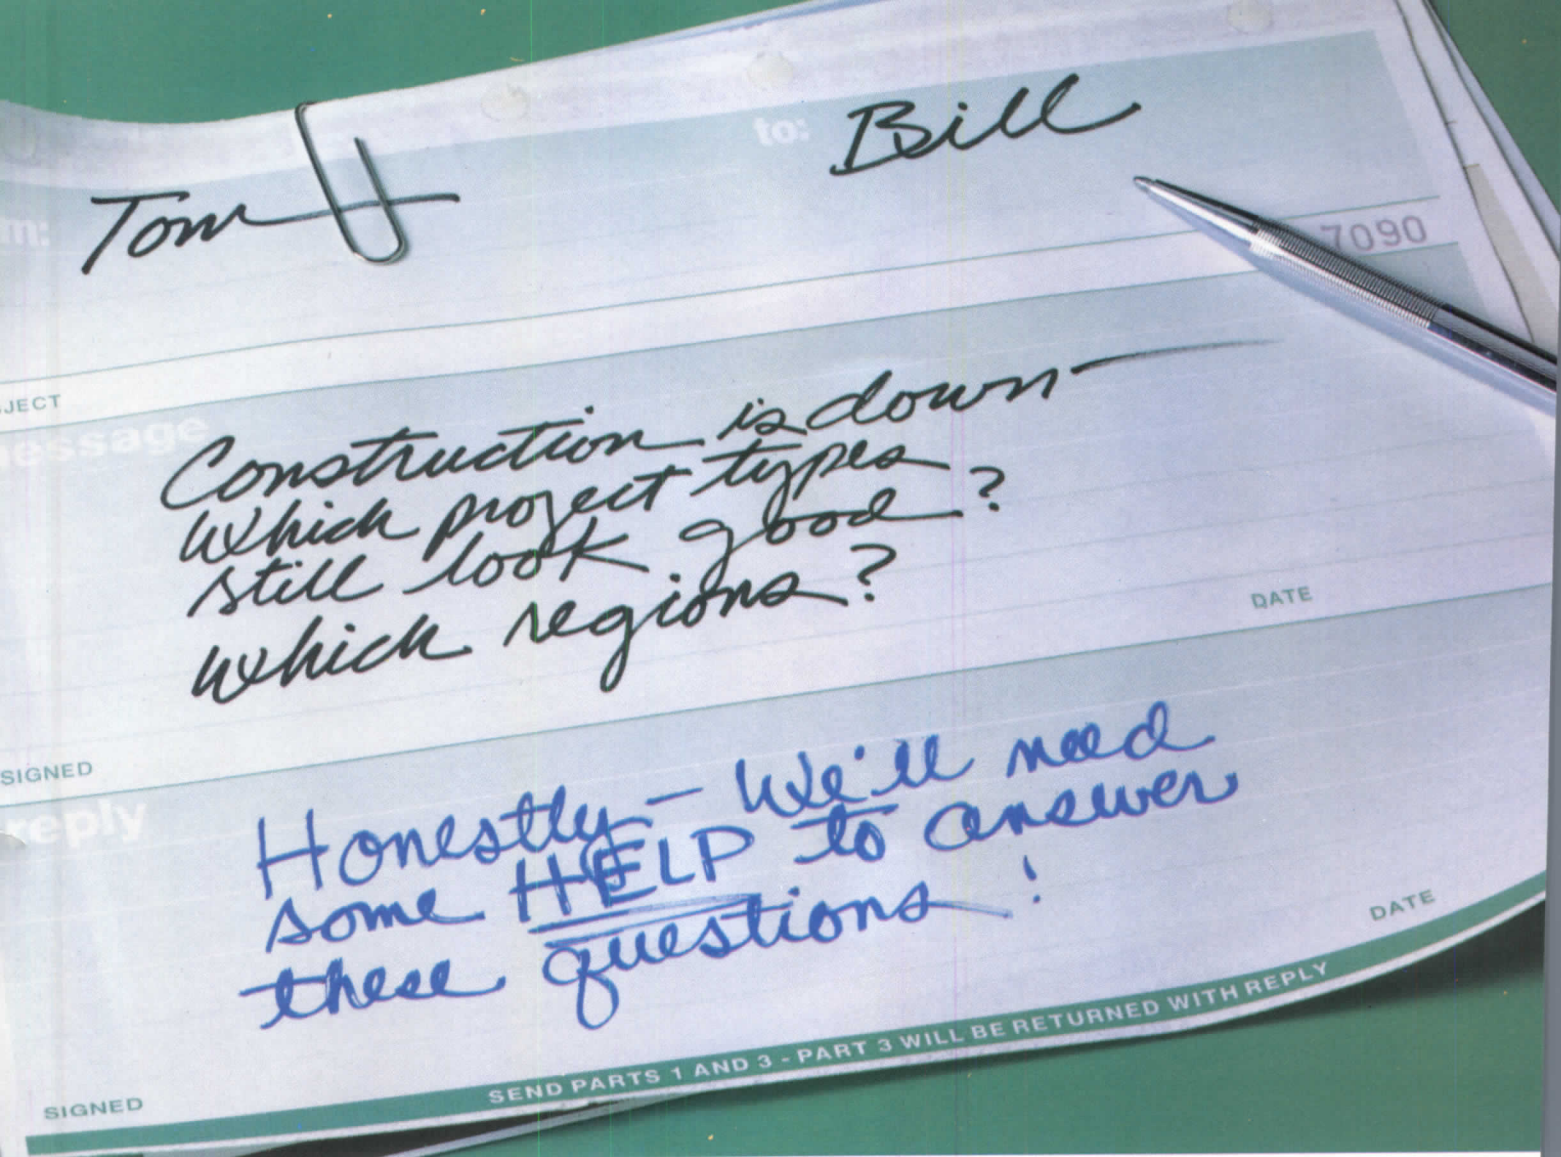 m: Tom to: Bill
7090
JECT
message
Construction is down—
which project types
still look good?
which regions?
DATE
SIGNED
reply
Honestly – We'll need
some HELP to answer
these questions!
DATE
SEND PARTS 1 AND 3 - PART 3 WILL BE RETURNED WITH REPLY
SIGNED